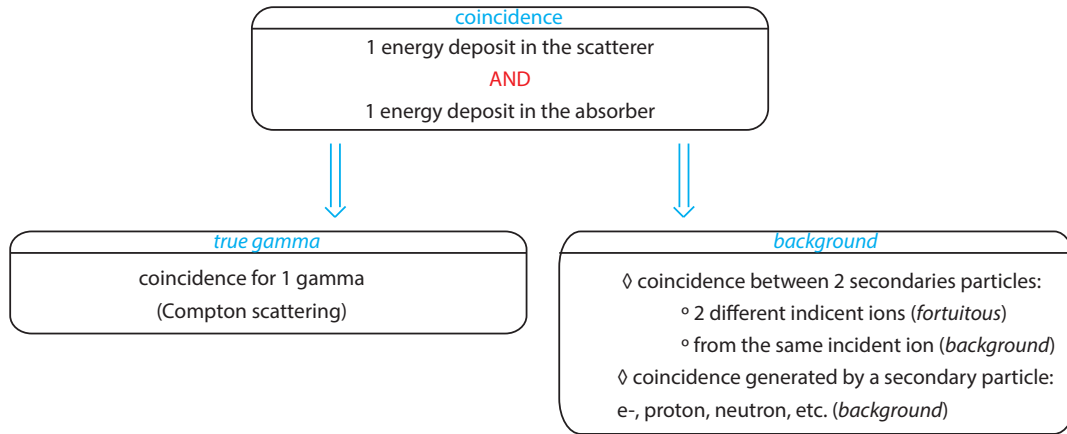 coincidence
1 energy deposit in the scatterer
AND
1 energy deposit in the absorber
true gamma
coincidence for 1 gamma
(Compton scattering)
background
◊ coincidence between 2 secondaries particles:
º 2 different indicent ions (fortuitous)
º from the same incident ion (background)
◊ coincidence generated by a secondary particle:
e-, proton, neutron, etc. (background)